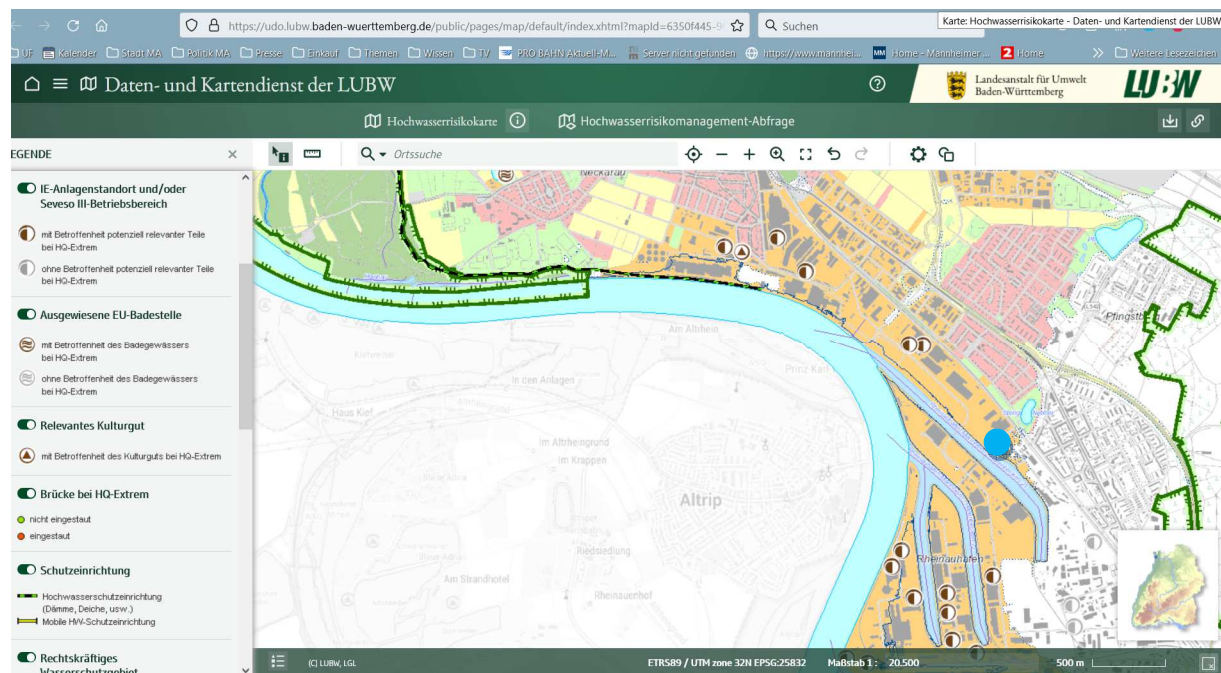 https://udo.lubw.baden-wuerttemberg.de/public/pages/map/default/index.xhtml?mapId=6350f445-9
Suchen
Karte: Hochwasserrisikokarte - Daten- und Kartendienst der LUBW
UF
Kalender
Stadt MA
Politik MA
Presse
Einkauf
Themen
Wissen
TV
PRO BAHN Aktuell-M...
Server nicht gefunden
https://www.mannhei...
MM
Home - Mannheimer ...
Home
Weitere Lesezeichen
Daten- und Kartendienst der LUBW
Landesanstalt für Umwelt
Baden-Württemberg
LUBW
Hochwasserrisikokarte
Hochwasserrisikomanagement-Abfrage
EGENDE
Ortssuche
IE-Anlagenstandort und/oder
Seveso III-Betriebsbereich
mit Betroffenheit potenziell relevanter Teile
bei HQ-Extrem
ohne Betroffenheit potenziell relevanter Teile
bei HQ-Extrem
Ausgewiesene EU-Badestelle
mit Betroffenheit des Badegewässers
bei HQ-Extrem
ohne Betroffenheit des Badegewässers
bei HQ-Extrem
Relevantes Kulturgut
mit Betroffenheit des Kulturguts bei HQ-Extrem
Brücke bei HQ-Extrem
nicht eingestaut
eingestaut
Schutzeinrichtung
Hochwasserschutzeinrichtung
(Dämme, Deiche, usw.)
Mobile HW-Schutzeinrichtung
Rechtskräftiges
Wasserschutzgebiet
Neckarau
Am Altrhein
Prinz Karl
In den Anlagen
Haus Kief
Im Altrheingrund
Im Krappen
Altrip
Riedsiedlung
Am Strandhotel
Rheinauenhof
Blaue Adria
Pfingstb
Rheinauhafen
(C) LUBW, LGL
ETRS89 / UTM zone 32N EPSG:25832
Maßstab 1 : 20.500
500 m